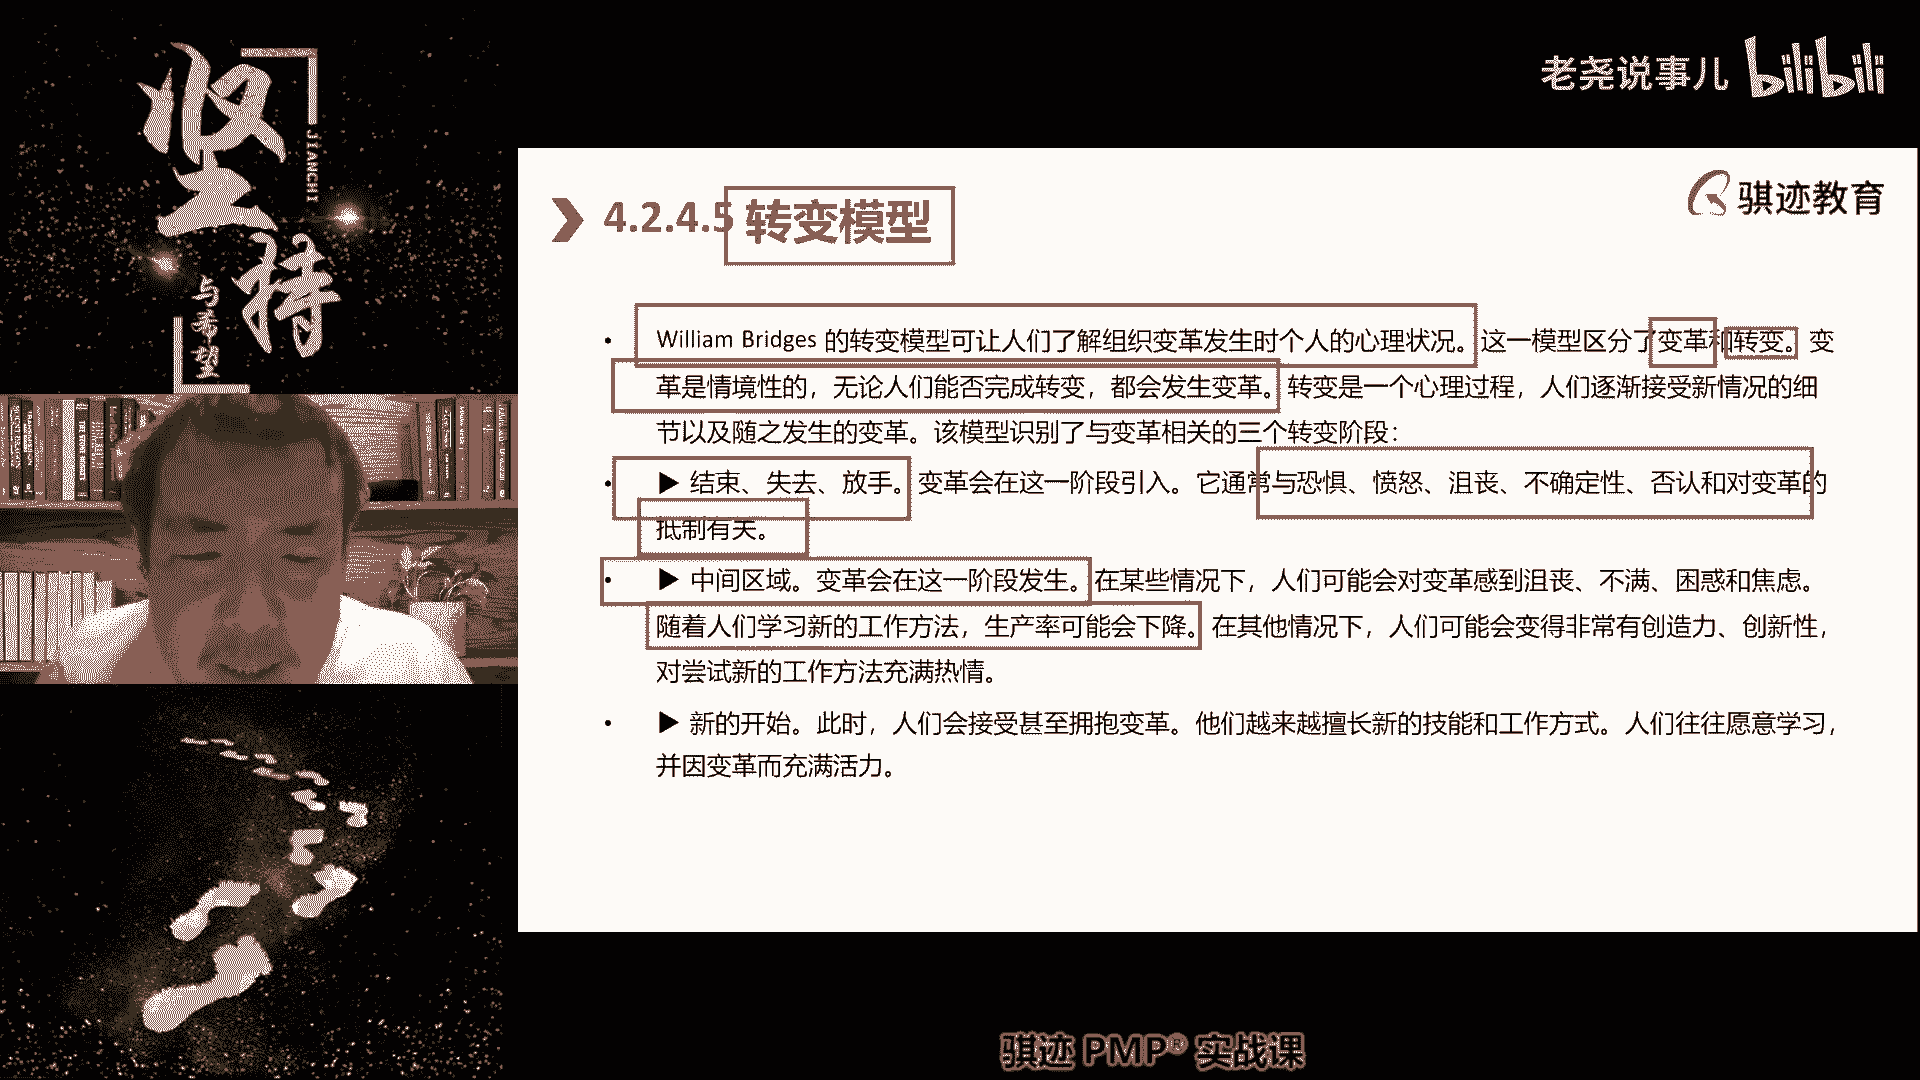 坚持
JIANCHI
与希望
老尧说事儿 bilibili
骐迹教育
4.2.4.5 转变模型
• William Bridges 的转变模型可让人们了解组织变革发生时个人的心理状况。这一模型区分了变革和转变。变
革是情境性的，无论人们能否完成转变，都会发生变革。转变是一个心理过程，人们逐渐接受新情况的细
节以及随之发生的变革。该模型识别了与变革相关的三个转变阶段：
• ▶ 结束、失去、放手。变革会在这一阶段引入。它通常与恐惧、愤怒、沮丧、不确定性、否认和对变革的
抵制有关。
• ▶ 中间区域。变革会在这一阶段发生。在某些情况下，人们可能会对变革感到沮丧、不满、困惑和焦虑。
随着人们学习新的工作方法，生产率可能会下降。在其他情况下，人们可能会变得非常有创造力、创新性，
对尝试新的工作方法充满热情。
• ▶ 新的开始。此时，人们会接受甚至拥抱变革。他们越来越擅长新的技能和工作方式。人们往往愿意学习，
并因变革而充满活力。
骐迹 PMP® 实战课